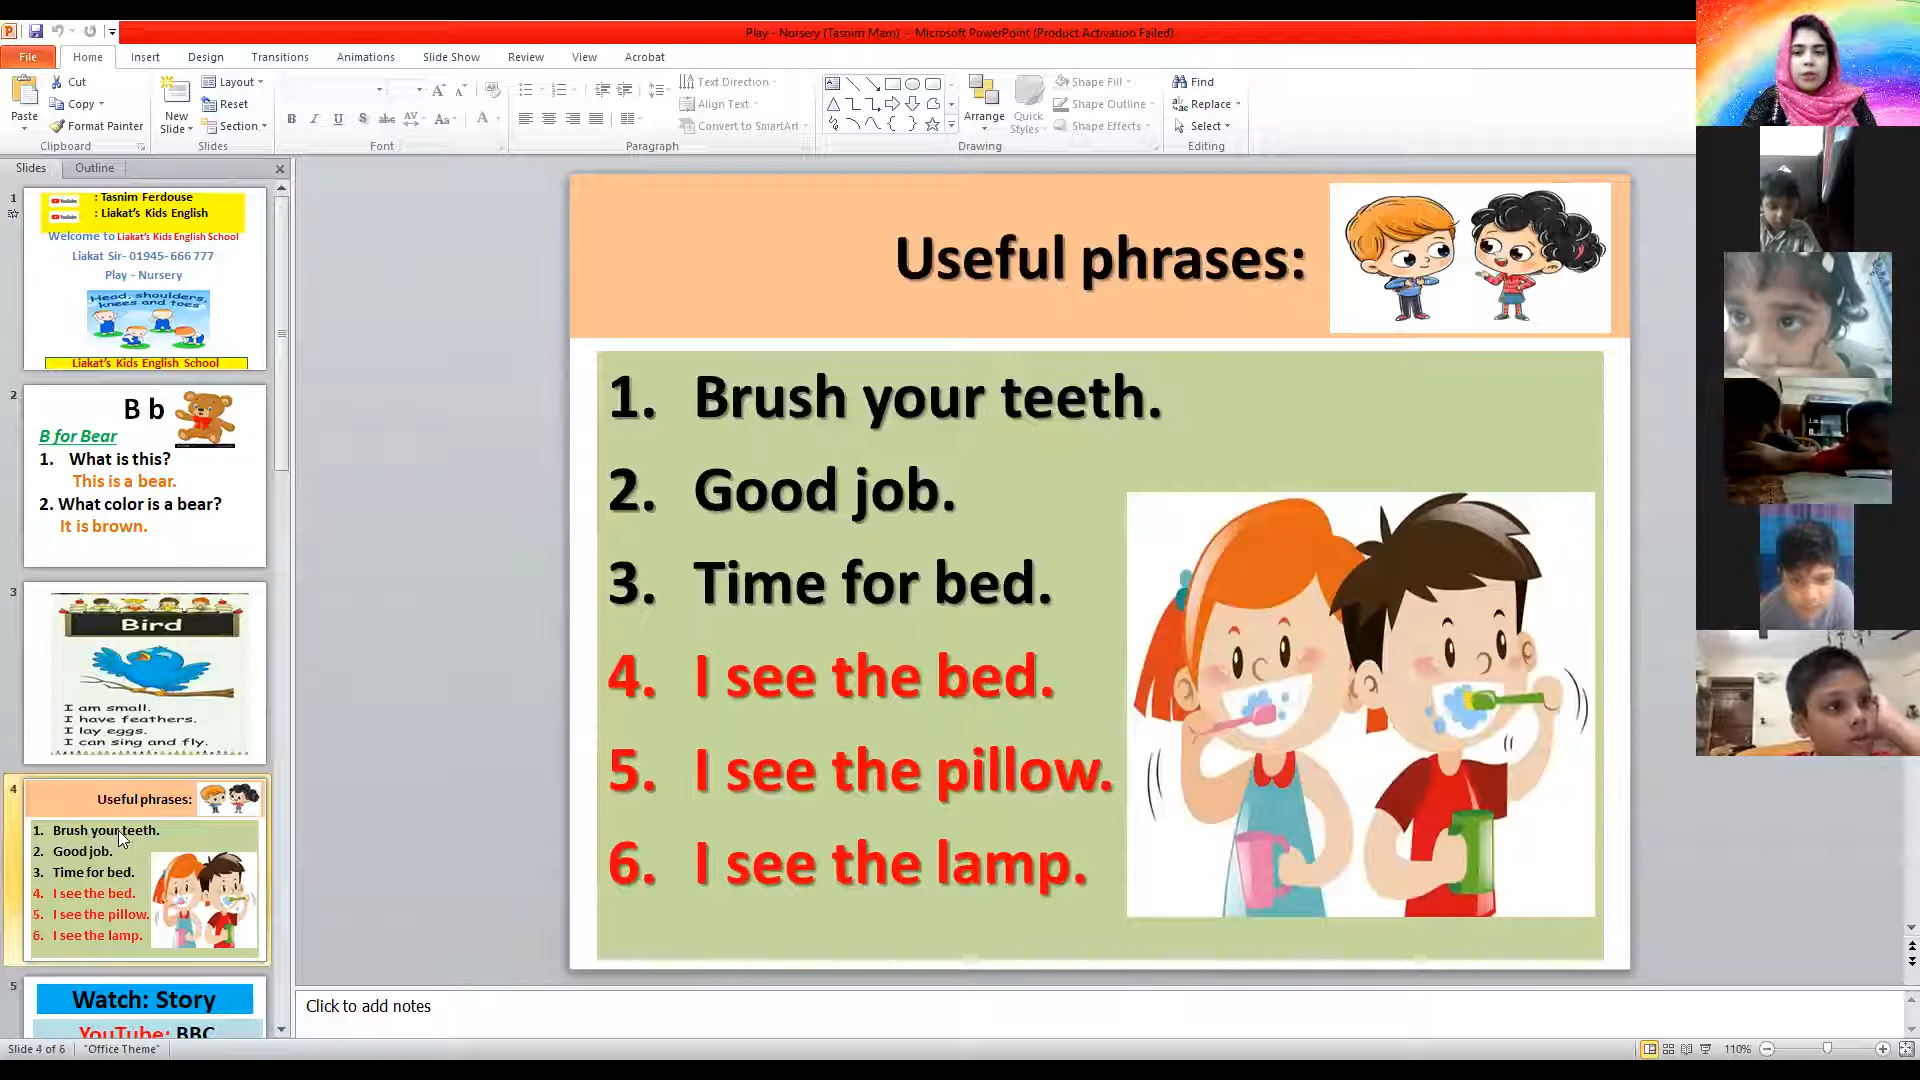 Play - Nursery (Tasnim Mam) - Microsoft PowerPoint (Product Activation Failed)
File Home Insert Design Transitions Animations Slide Show Review View Acrobat
Paste
Cut
Copy
Format Painter
Clipboard
New Slide
Layout
Reset
Section
Slides
Font
Text Direction
Align Text
Convert to SmartArt
Paragraph
Arrange
Quick Styles
Shape Fill
Shape Outline
Shape Effects
Drawing
Find
Replace
Select
Editing
Slides Outline
1
YouTube : Tasnim Ferdouse
YouTube : Liakat's Kids English
Welcome to Liakat's Kids English School
Liakat Sir- 01945- 666 777
Play - Nursery
Head, shoulders,
knees and toes
Liakat's Kids English School
2
B b
B for Bear
1. What is this?
This is a bear.
2. What color is a bear?
It is brown.
3
Bird
I am small.
I have feathers.
I lay eggs.
I can sing and fly.
4
Useful phrases:
1. Brush your teeth.
2. Good job.
3. Time for bed.
4. I see the bed.
5. I see the pillow.
6. I see the lamp.
5
Watch: Story
YouTube: BBC
Useful phrases:
1. Brush your teeth.
2. Good job.
3. Time for bed.
4. I see the bed.
5. I see the pillow.
6. I see the lamp.
Click to add notes
Slide 4 of 6 "Office Theme" 110%